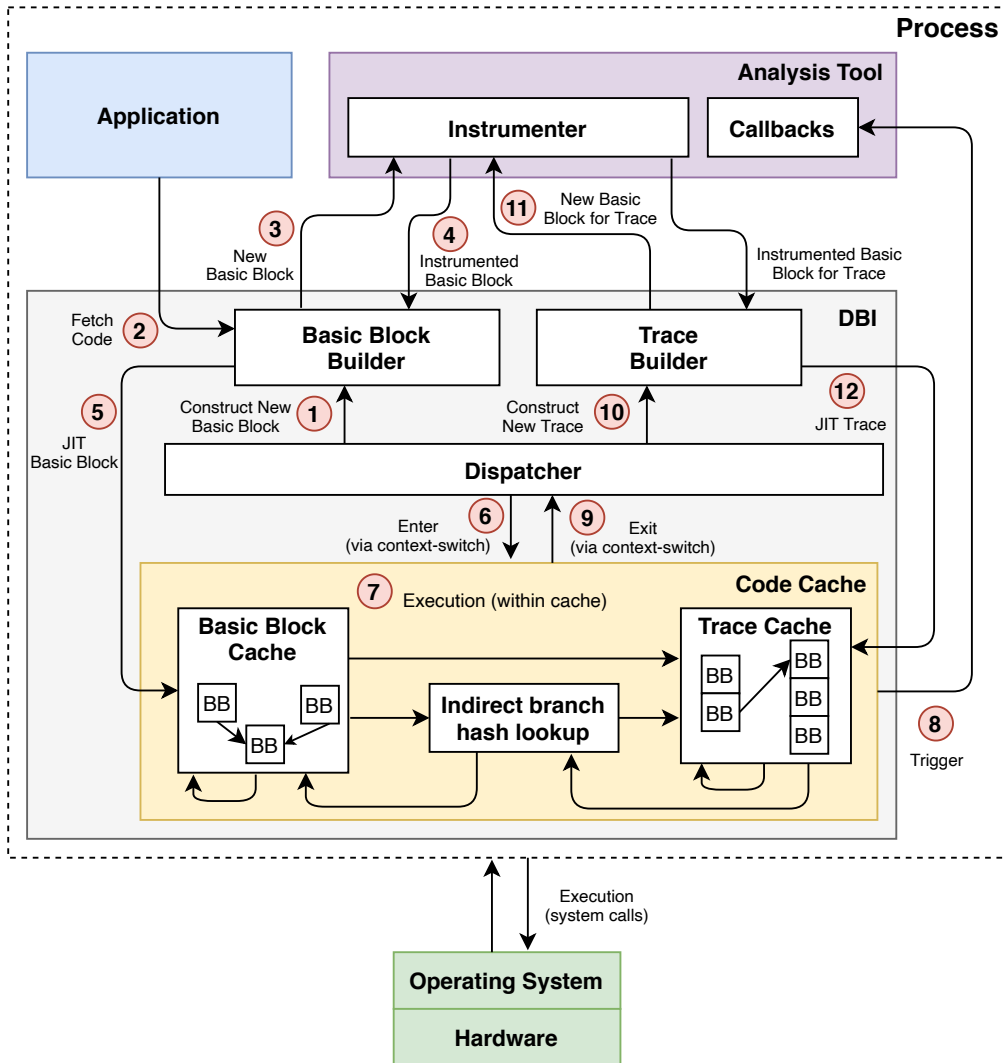 Process
Analysis Tool
Application
Instrumenter
Callbacks
3
New
Basic Block
4
Instrumented
Basic Block
11
New Basic
Block for Trace
Instrumented Basic
Block for Trace
DBI
Fetch
Code
2
Basic Block
Builder
Trace
Builder
5
JIT
Basic Block
Construct New
Basic Block
1
Construct
New Trace
10
12
JIT Trace
Dispatcher
Enter
(via context-switch)
6
9
Exit
(via context-switch)
Code Cache
7
Execution (within cache)
Basic Block
Cache
BB
BB
BB
Indirect branch
hash lookup
Trace Cache
BB
BB
BB
BB
BB
8
Trigger
Execution
(system calls)
Operating System
Hardware